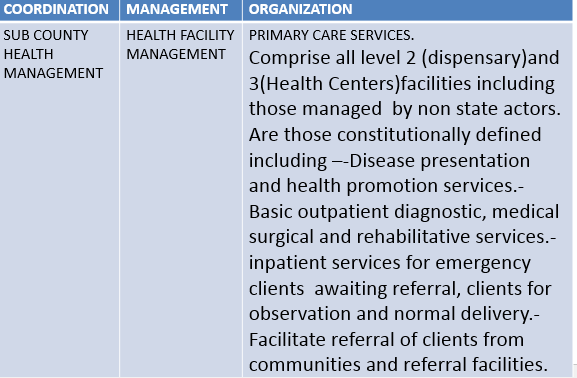 COORDINATION MANAGEMENT ORGANIZATION
SUB COUNTY
HEALTH
MANAGEMENT
HEALTH FACILITY
MANAGEMENT
PRIMARY CARE SERVICES.
Comprise all level 2 (dispensary)and
3(Health Centers)facilities including
those managed  by non state actors.
Are those constitutionally defined
including –-Disease presentation
and health promotion services.-
Basic outpatient diagnostic, medical
surgical and rehabilitative services.-
inpatient services for emergency
clients  awaiting referral, clients for
observation and normal delivery.-
Facilitate referral of clients from
communities and referral facilities.